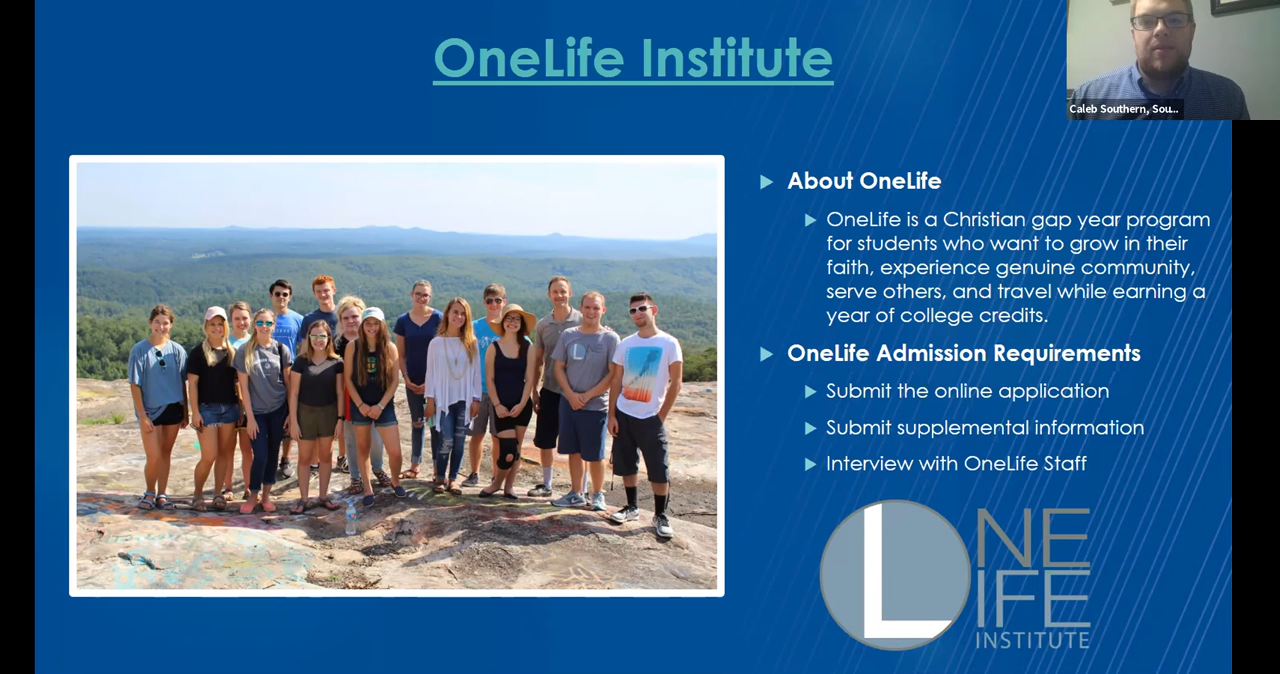 OneLife Institute
Caleb Southern, Sou...
About OneLife
OneLife is a Christian gap year program
for students who want to grow in their
faith, experience genuine community,
serve others, and travel while earning a
year of college credits.
OneLife Admission Requirements
Submit the online application
Submit supplemental information
Interview with OneLife Staff
ONE
LIFE
INSTITUTE